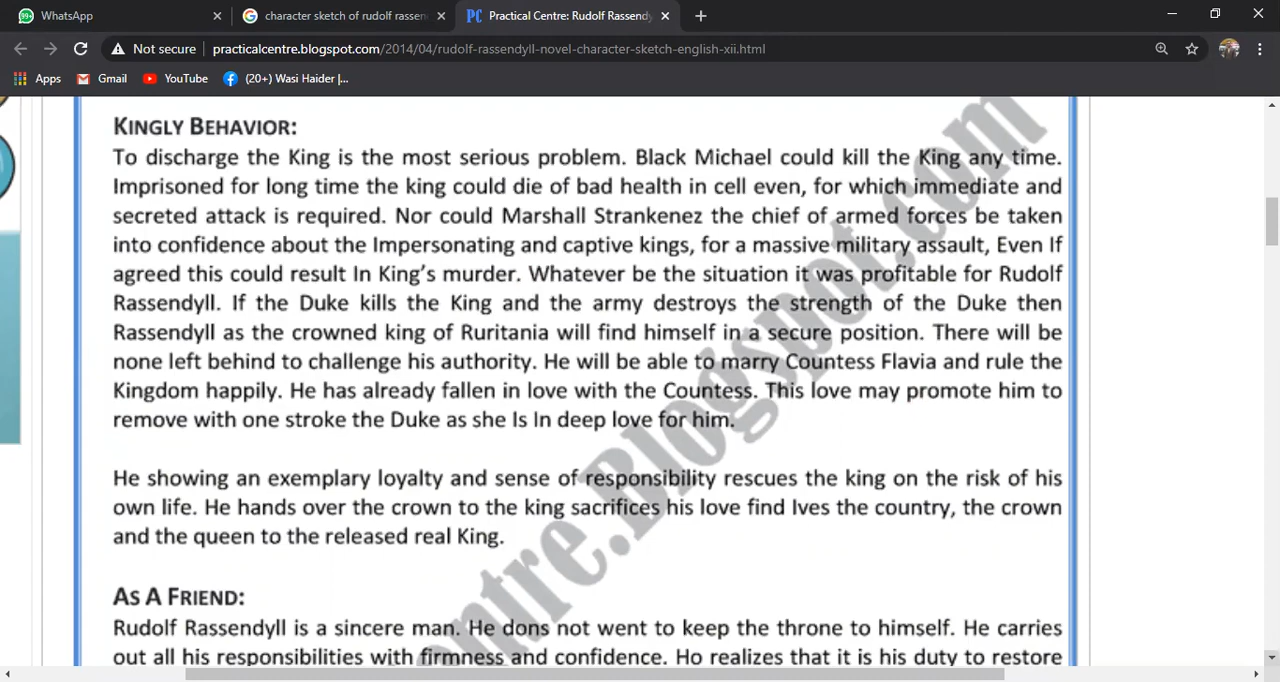 99+ WhatsApp
character sketch of rudolf rassen
PC Practical Centre: Rudolf Rassendy
Not secure practicalcentre.blogspot.com/2014/04/rudolf-rassendyll-novel-character-sketch-english-xii.html
Apps Gmail YouTube (20+) Wasi Haider |...
KINGLY BEHAVIOR:
To discharge the King is the most serious problem. Black Michael could kill the King any time.
Imprisoned for long time the king could die of bad health in cell even, for which immediate and
secreted attack is required. Nor could Marshall Strankenez the chief of armed forces be taken
into confidence about the Impersonating and captive kings, for a massive military assault, Even If
agreed this could result In King's murder. Whatever be the situation it was profitable for Rudolf
Rassendyll. If the Duke kills the King and the army destroys the strength of the Duke then
Rassendyll as the crowned king of Ruritania will find himself in a secure position. There will be
none left behind to challenge his authority. He will be able to marry Countess Flavia and rule the
Kingdom happily. He has already fallen in love with the Countess. This love may promote him to
remove with one stroke the Duke as she Is In deep love for him.
He showing an exemplary loyalty and sense of responsibility rescues the king on the risk of his
own life. He hands over the crown to the king sacrifices his love find Ives the country, the crown
and the queen to the released real King.
AS A FRIEND:
Rudolf Rassendyll is a sincere man. He dons not went to keep the throne to himself. He carries
out all his responsibilities with firmness and confidence. Ho realizes that it is his duty to restore
entre.Blogspot.com